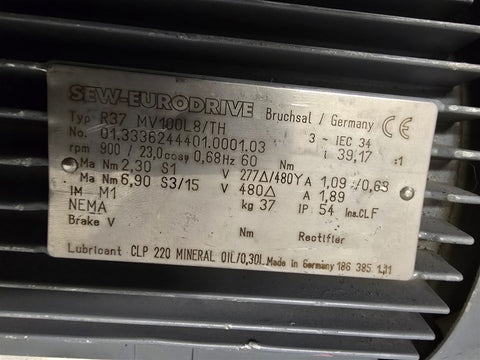 SEW-EURODRIVE Bruchsal / Germany CE
Typ R37 MV100L8/TH 3 ~ IEC 34
No. 01.3336244401.0001.03 i 39,17 :1
rpm 900 / 23,0 cosφ 0,68 Hz 60 Nm
Ma Nm 2,30 S1 V 277Δ/480Y A 1,09 /0,63
Ma Nm 6,90 S3/15 V 480Δ A 1,89
IM M1 kg 37 IP 54 Ins.Cl.F
NEMA
Brake V Nm Rectifier
Lubricant CLP 220 MINERAL OIL/0,30l. Made in Germany 186 385 1.11